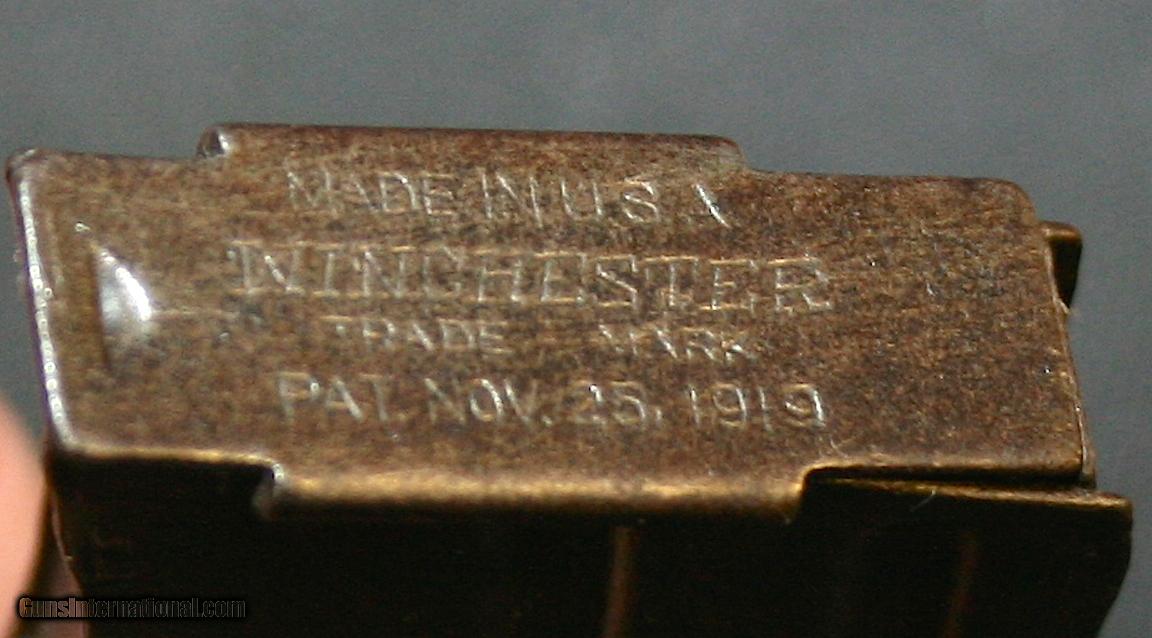 MADE IN U.S.A
WINCHESTER
TRADE - MARK
PAT. NOV. 25, 1919
GunsInternational.com